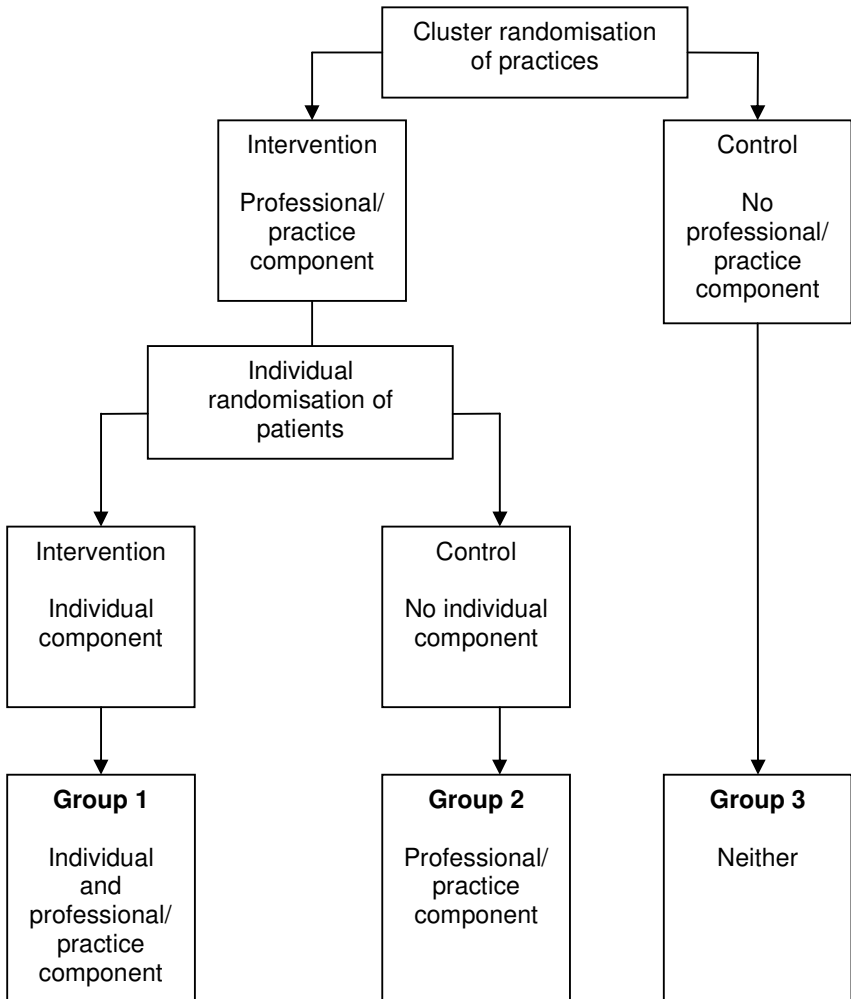 Cluster randomisation
of practices
Intervention
Professional/
practice
component
Control
No
professional/
practice
component
Individual
randomisation of
patients
Intervention
Individual
component
Control
No individual
component
Group 1
Individual
and
professional/
practice
component
Group 2
Professional/
practice
component
Group 3
Neither